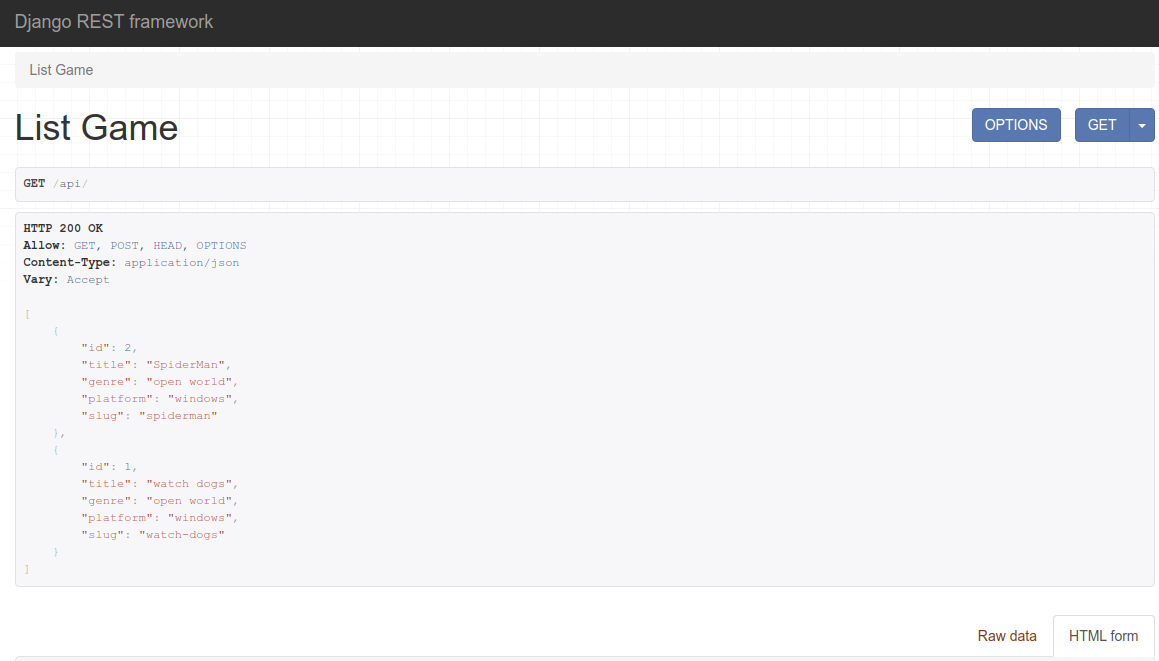 Django REST framework
List Game
List Game
OPTIONS
GET
GET /api/
HTTP 200 OK
Allow: GET, POST, HEAD, OPTIONS
Content-Type: application/json
Vary: Accept
[
    {
        "id": 2,
        "title": "SpiderMan",
        "genre": "open world",
        "platform": "windows",
        "slug": "spiderman"
    },
    {
        "id": 1,
        "title": "watch dogs",
        "genre": "open world",
        "platform": "windows",
        "slug": "watch-dogs"
    }
]
Raw data
HTML form